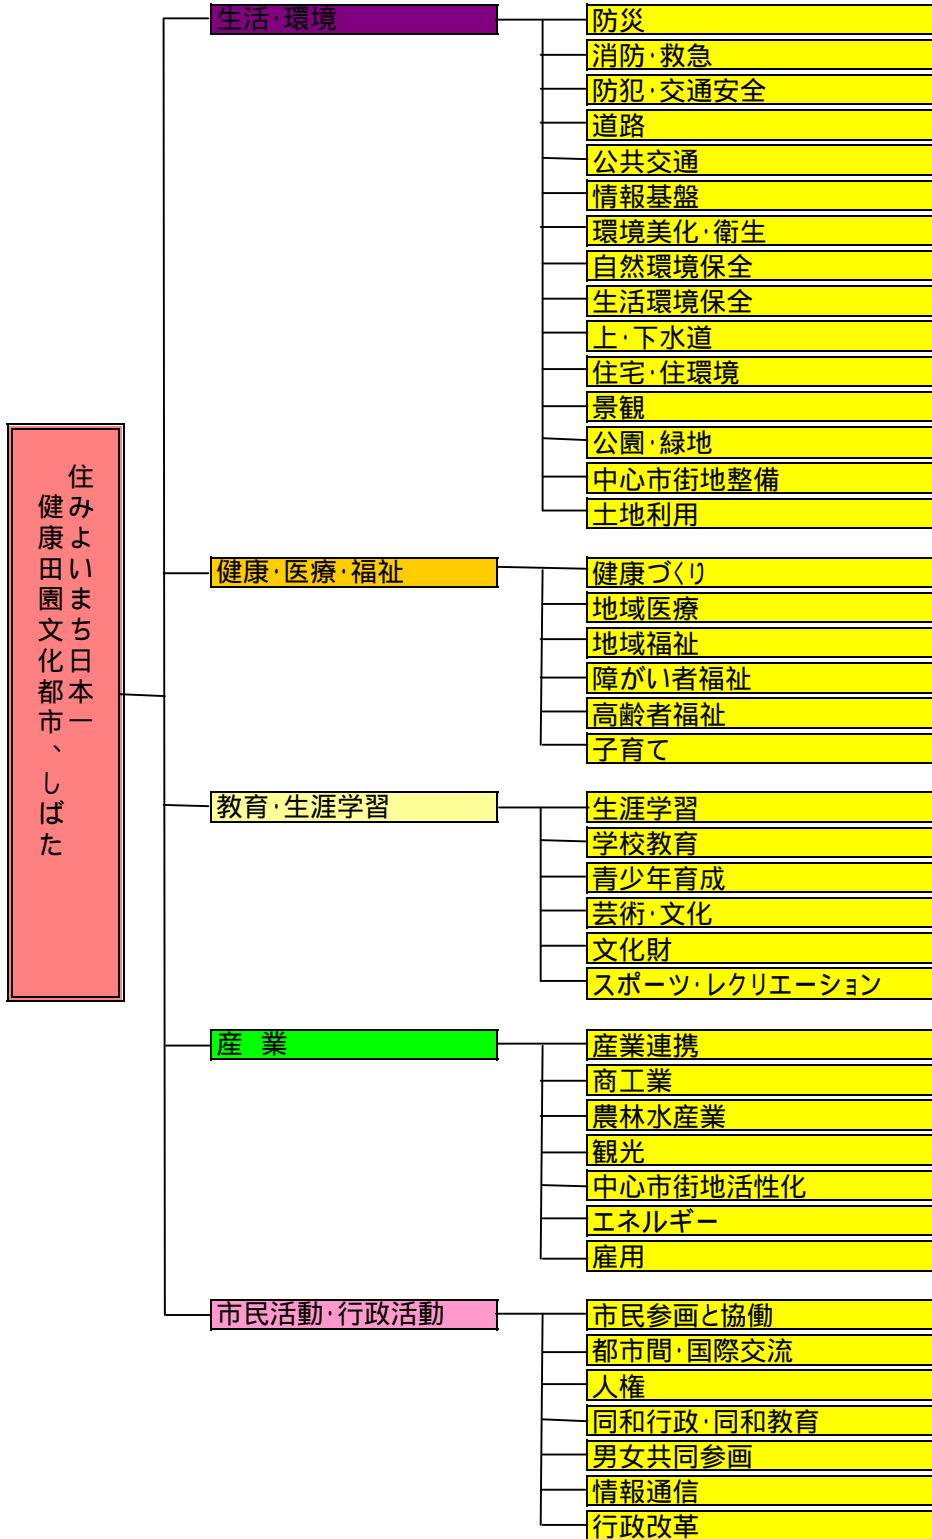 住みよいまち日本一
健康田園文化都市、しばた
生活･環境
防災
消防･救急
防犯･交通安全
道路
公共交通
情報基盤
環境美化･衛生
自然環境保全
生活環境保全
上･下水道
住宅･住環境
景観
公園･緑地
中心市街地整備
土地利用
健康･医療･福祉
健康づくり
地域医療
地域福祉
障がい者福祉
高齢者福祉
子育て
教育･生涯学習
生涯学習
学校教育
青少年育成
芸術･文化
文化財
スポーツ･レクリエーション
産 業
産業連携
商工業
農林水産業
観光
中心市街地活性化
エネルギー
雇用
市民活動･行政活動
市民参画と協働
都市間･国際交流
人権
同和行政･同和教育
男女共同参画
情報通信
行政改革